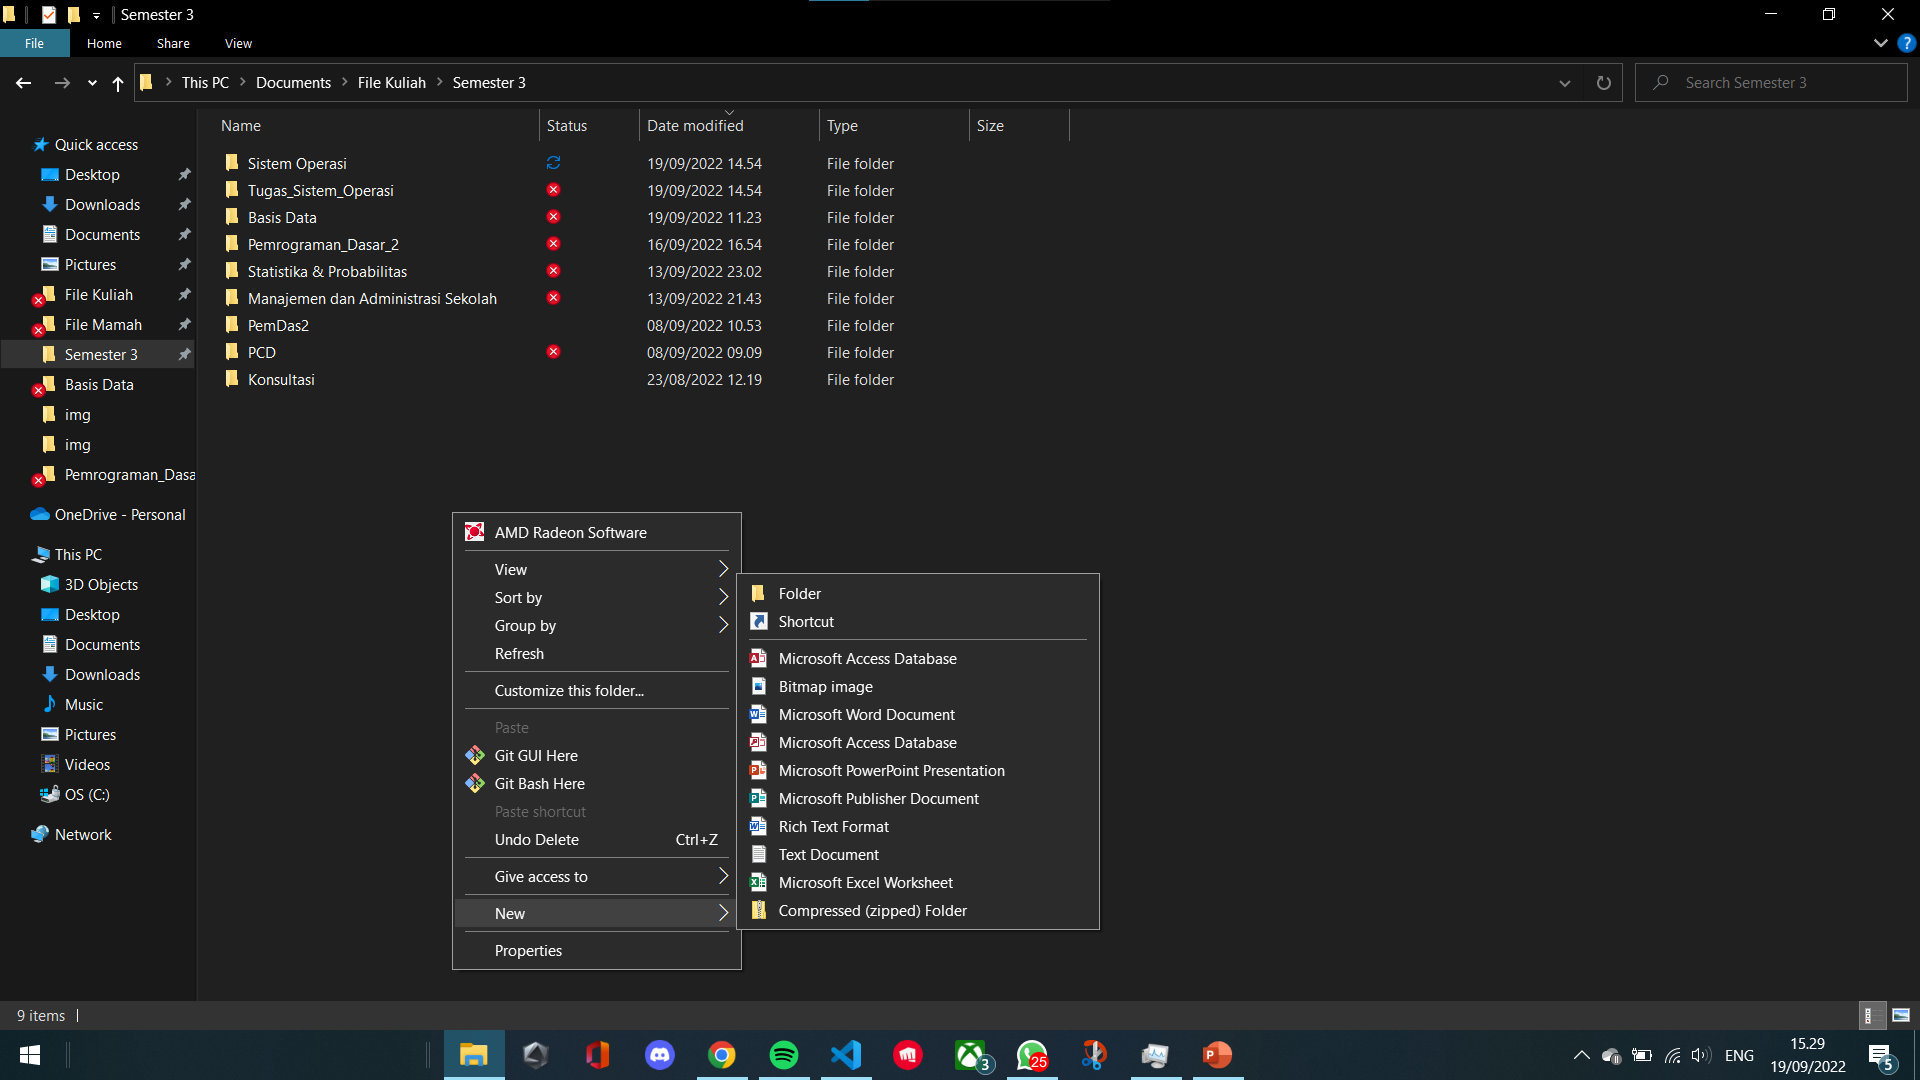 Semester 3
File Home Share View
This PC Documents File Kuliah Semester 3 Search Semester 3
Name Status Date modified Type Size
Sistem Operasi 19/09/2022 14.54 File folder
Tugas_Sistem_Operasi 19/09/2022 14.54 File folder
Basis Data 19/09/2022 11.23 File folder
Pemrograman_Dasar_2 16/09/2022 16.54 File folder
Statistika & Probabilitas 13/09/2022 23.02 File folder
Manajemen dan Administrasi Sekolah 13/09/2022 21.43 File folder
PemDas2 08/09/2022 10.53 File folder
PCD 08/09/2022 09.09 File folder
Konsultasi 23/08/2022 12.19 File folder
Quick access
Desktop
Downloads
Documents
Pictures
File Kuliah
File Mamah
Semester 3
Basis Data
img
img
Pemrograman_Dasa
OneDrive - Personal
This PC
3D Objects
Desktop
Documents
Downloads
Music
Pictures
Videos
OS (C:)
Network
AMD Radeon Software
View
Sort by
Group by
Refresh
Customize this folder...
Paste
Git GUI Here
Git Bash Here
Paste shortcut
Undo Delete Ctrl+Z
Give access to
New
Properties
Folder
Shortcut
Microsoft Access Database
Bitmap image
Microsoft Word Document
Microsoft Access Database
Microsoft PowerPoint Presentation
Microsoft Publisher Document
Rich Text Format
Text Document
Microsoft Excel Worksheet
Compressed (zipped) Folder
9 items
3
25
ENG
15.29
19/09/2022
5